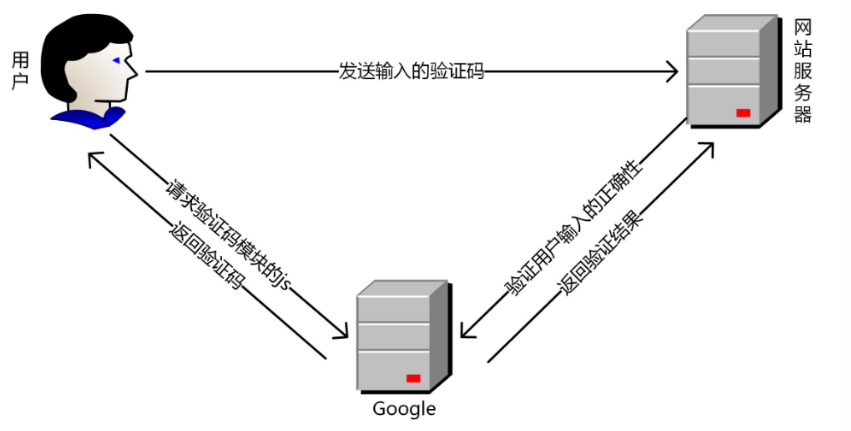 用户
发送输入的验证码
网站服务器
请求验证码模块的js
返回验证码
验证用户输入的正确性
返回验证结果
Google